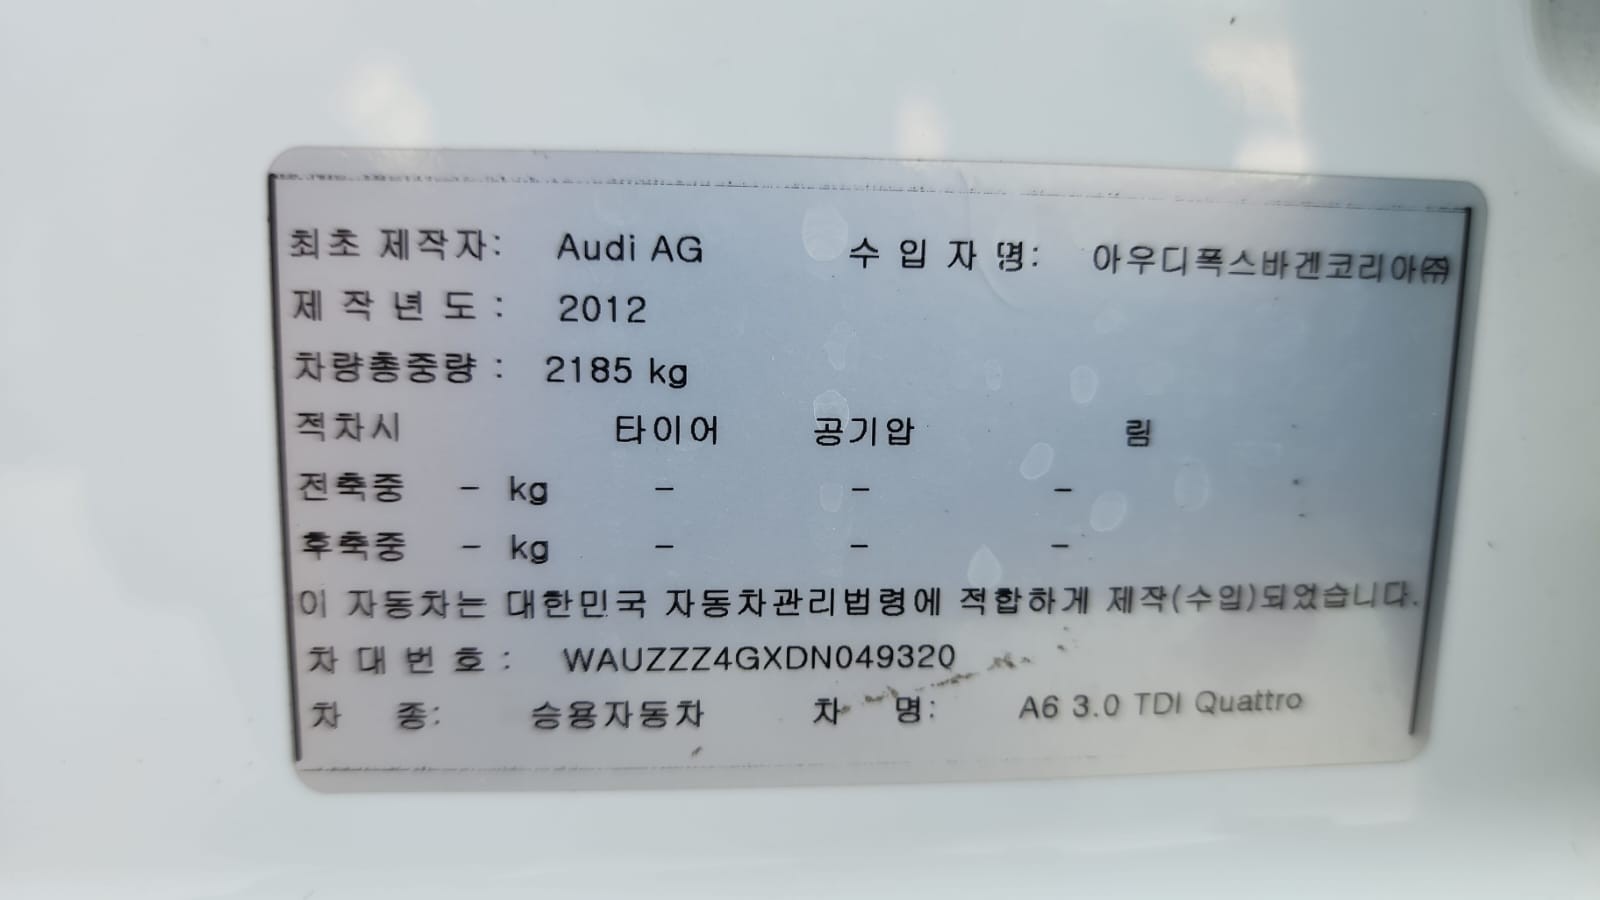 최초 제작자: Audi AG 수 입 자 명: 아우디폭스바겐코리아㈜
제 작 년 도 : 2012
차량총중량 : 2185 kg
적차시 타이어 공기압 림
전축중 - kg - - -
후축중 - kg - - -
이 자동차는 대한민국 자동차관리법령에 적합하게 제작(수입)되었습니다.
차 대 번 호 : WAUZZZ4GXDN049320
차 종: 승용자동차 차 명: A6 3.0 TDI Quattro